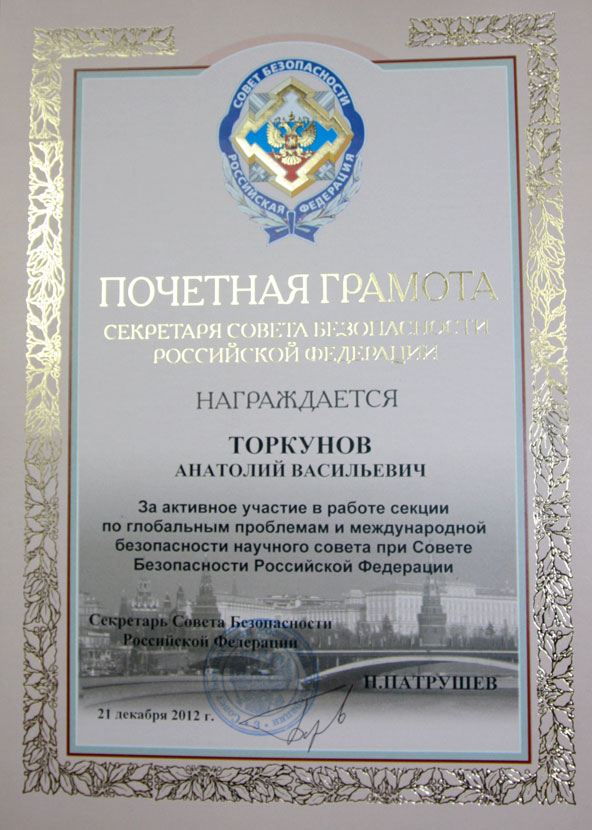 СОВЕТ БЕЗОПАСНОСТИ
РОССИЙСКАЯ ФЕДЕРАЦИЯ
ПОЧЕТНАЯ ГРАМОТА
СЕКРЕТАРЯ СОВЕТА БЕЗОПАСНОСТИ
РОССИЙСКОЙ ФЕДЕРАЦИИ
НАГРАЖДАЕТСЯ
ТОРКУНОВ
АНАТОЛИЙ ВАСИЛЬЕВИЧ
За активное участие в работе секции
по глобальным проблемам и международной
безопасности научного совета при Совете
Безопасности Российской Федерации
Секретарь Совета Безопасности
Российской Федерации
Н.ПАТРУШЕВ
21 декабря 2012 г.